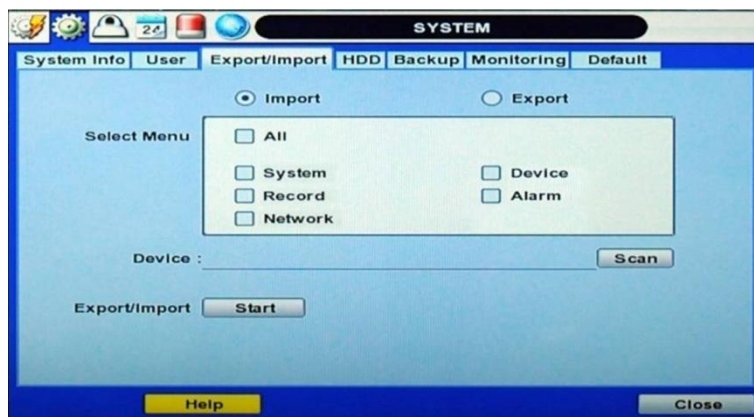 24
SYSTEM
System Info User Export/Import HDD Backup Monitoring Default
Import Export
Select Menu
All
System Device
Record Alarm
Network
Device : Scan
Export/Import Start
Help Close